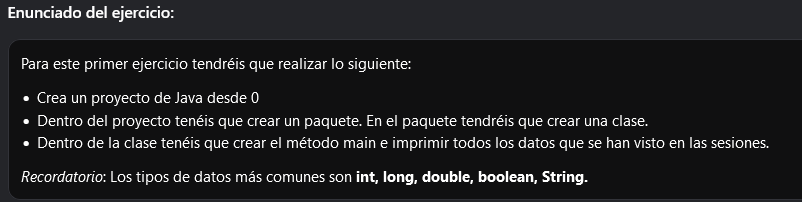 Enunciado del ejercicio:
Para este primer ejercicio tendréis que realizar lo siguiente:
• Crea un proyecto de Java desde 0
• Dentro del proyecto tenéis que crear un paquete. En el paquete tendréis que crear una clase.
• Dentro de la clase tenéis que crear el método main e imprimir todos los datos que se han visto en las sesiones.
Recordatorio: Los tipos de datos más comunes son int, long, double, boolean, String.